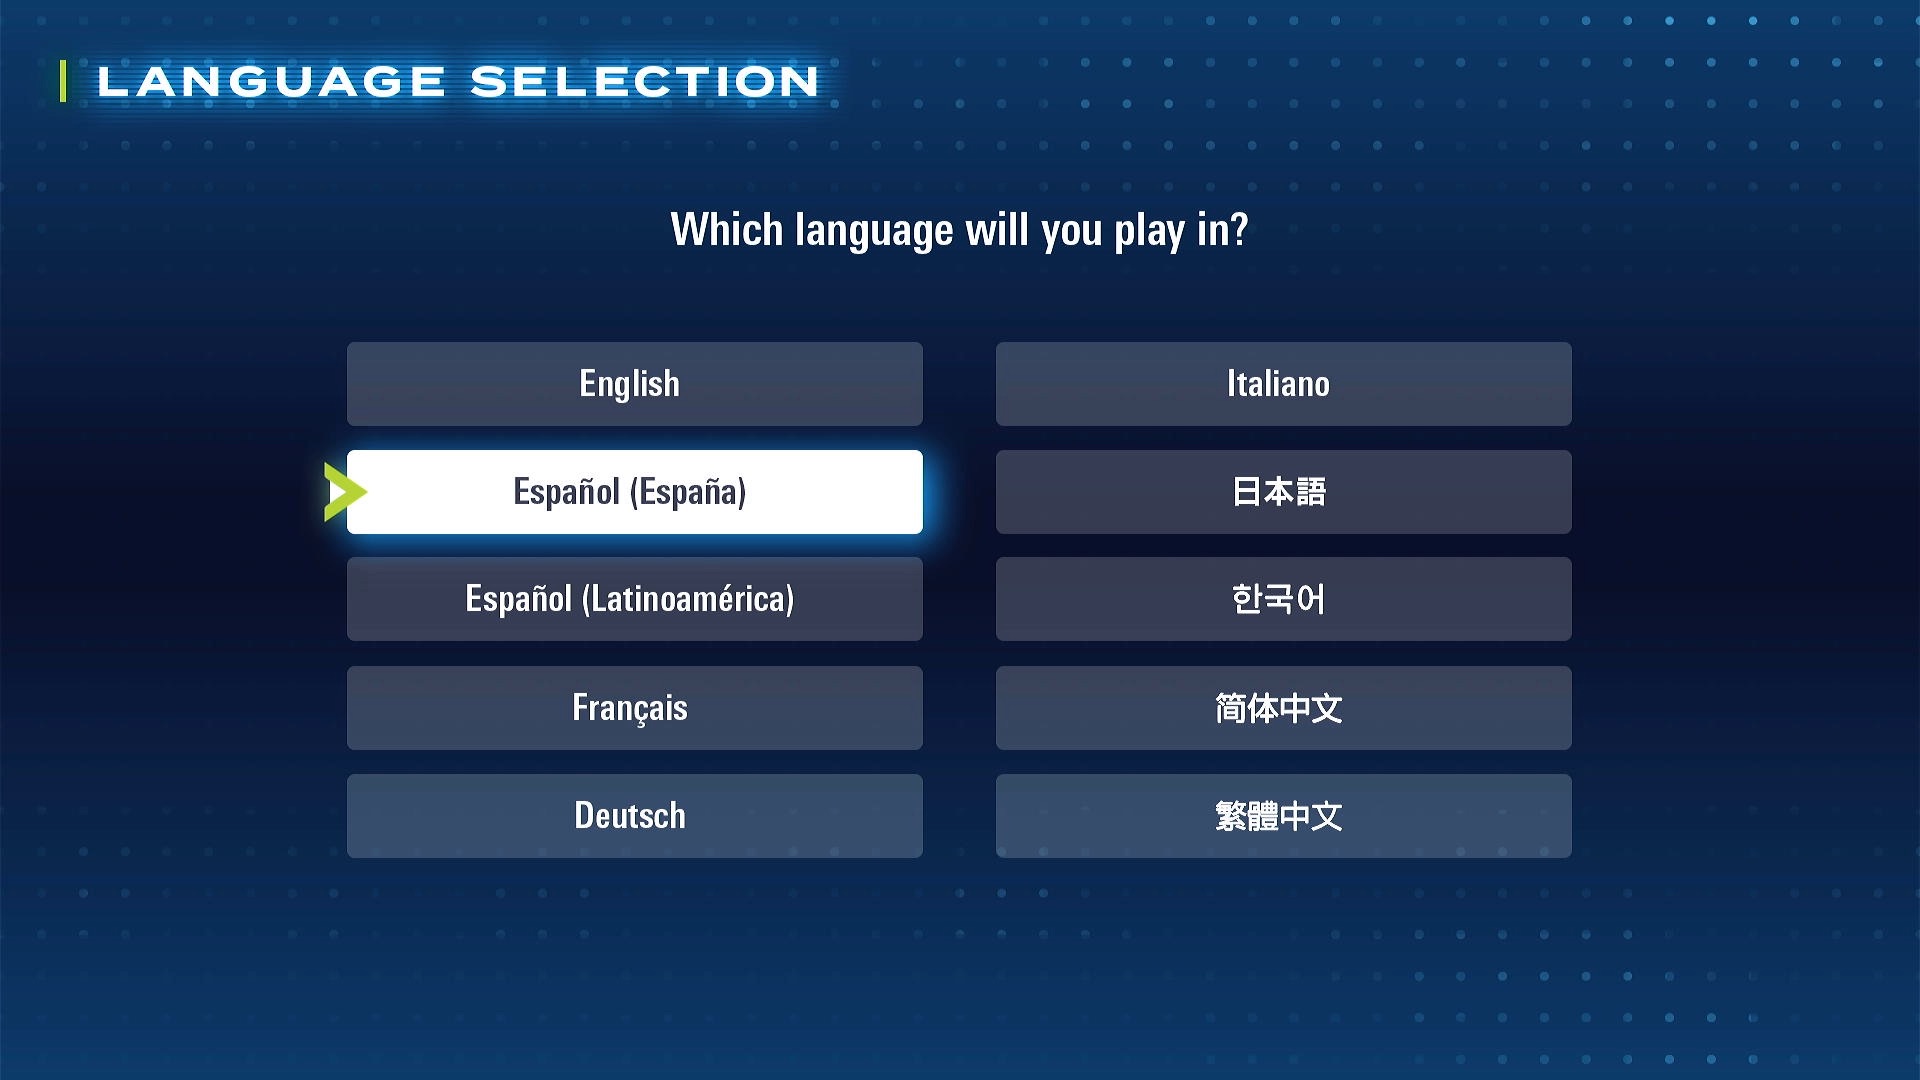 LANGUAGE SELECTION
Which language will you play in?
English
Español (España)
Español (Latinoamérica)
Français
Deutsch
Italiano
日本語
한국어
简体中文
繁體中文